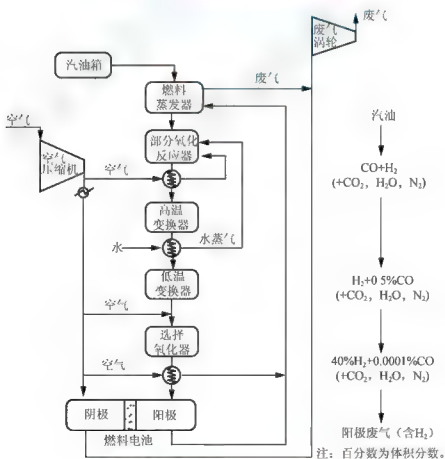 废气
废气
涡轮
汽油箱
废气
燃料
蒸发器
汽油
空气
部分氧化
反应器
空气
压缩机
空气
CO+H₂
(+CO₂, H₂O, N₂)
高温
变换器
水
水蒸气
低温
变换器
H₂+0 5%CO
(+CO₂, H₂O, N₂)
空气
选择
氧化器
空气
40%H₂+0.0001%CO
(+CO₂, H₂O, N₂)
阴极
阳极
燃料电池
阳极废气（含H₂）
注：百分数为体积分数。